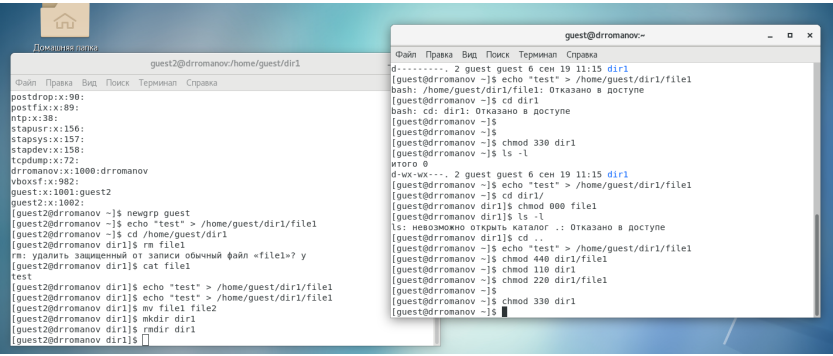 Домашняя папка
guest2@drromanov:/home/guest/dir1
Файл Правка Вид Поиск Терминал Справка
postdrop:x:90:
postfix:x:89:
ntp:x:38:
stapusr:x:156:
stapsys:x:157:
stapdev:x:158:
tcpdump:x:72:
drromanov:x:1000:drromanov
vboxsf:x:982:
guest:x:1001:guest2
guest2:x:1002:
[guest2@drromanov ~]$ newgrp guest
[guest2@drromanov ~]$ echo "test" > /home/guest/dir1/file1
[guest2@drromanov ~]$ cd /home/guest/dir1
[guest2@drromanov dir1]$ rm file1
rm: удалить защищенный от записи обычный файл «file1»? y
[guest2@drromanov dir1]$ cat file1
test
[guest2@drromanov dir1]$ echo "test" > /home/guest/dir1/file1
[guest2@drromanov dir1]$ echo "test" > /home/guest/dir1/file1
[guest2@drromanov dir1]$ mv file1 file2
[guest2@drromanov dir1]$ mkdir dir1
[guest2@drromanov dir1]$ rmdir dir1
[guest2@drromanov dir1]$
guest@drromanov:~
Файл Правка Вид Поиск Терминал Справка
d---------. 2 guest guest 6 сен 19 11:15 dir1
[guest@drromanov ~]$ echo "test" > /home/guest/dir1/file1
bash: /home/guest/dir1/file1: Отказано в доступе
[guest@drromanov ~]$ cd dir1
bash: cd: dir1: Отказано в доступе
[guest@drromanov ~]$
[guest@drromanov ~]$
[guest@drromanov ~]$ chmod 330 dir1
[guest@drromanov ~]$ ls -l
итого 0
d-wx-wx---. 2 guest guest 6 сен 19 11:15 dir1
[guest@drromanov ~]$ echo "test" > /home/guest/dir1/file1
[guest@drromanov ~]$ cd dir1/
[guest@drromanov dir1]$ chmod 000 file1
[guest@drromanov dir1]$ ls -l
ls: невозможно открыть каталог .: Отказано в доступе
[guest@drromanov dir1]$ cd ..
[guest@drromanov ~]$ echo "test" > /home/guest/dir1/file1
[guest@drromanov ~]$ chmod 440 dir1/file1
[guest@drromanov ~]$ chmod 110 dir1
[guest@drromanov ~]$ chmod 220 dir1/file1
[guest@drromanov ~]$
[guest@drromanov ~]$ chmod 330 dir1
[guest@drromanov ~]$